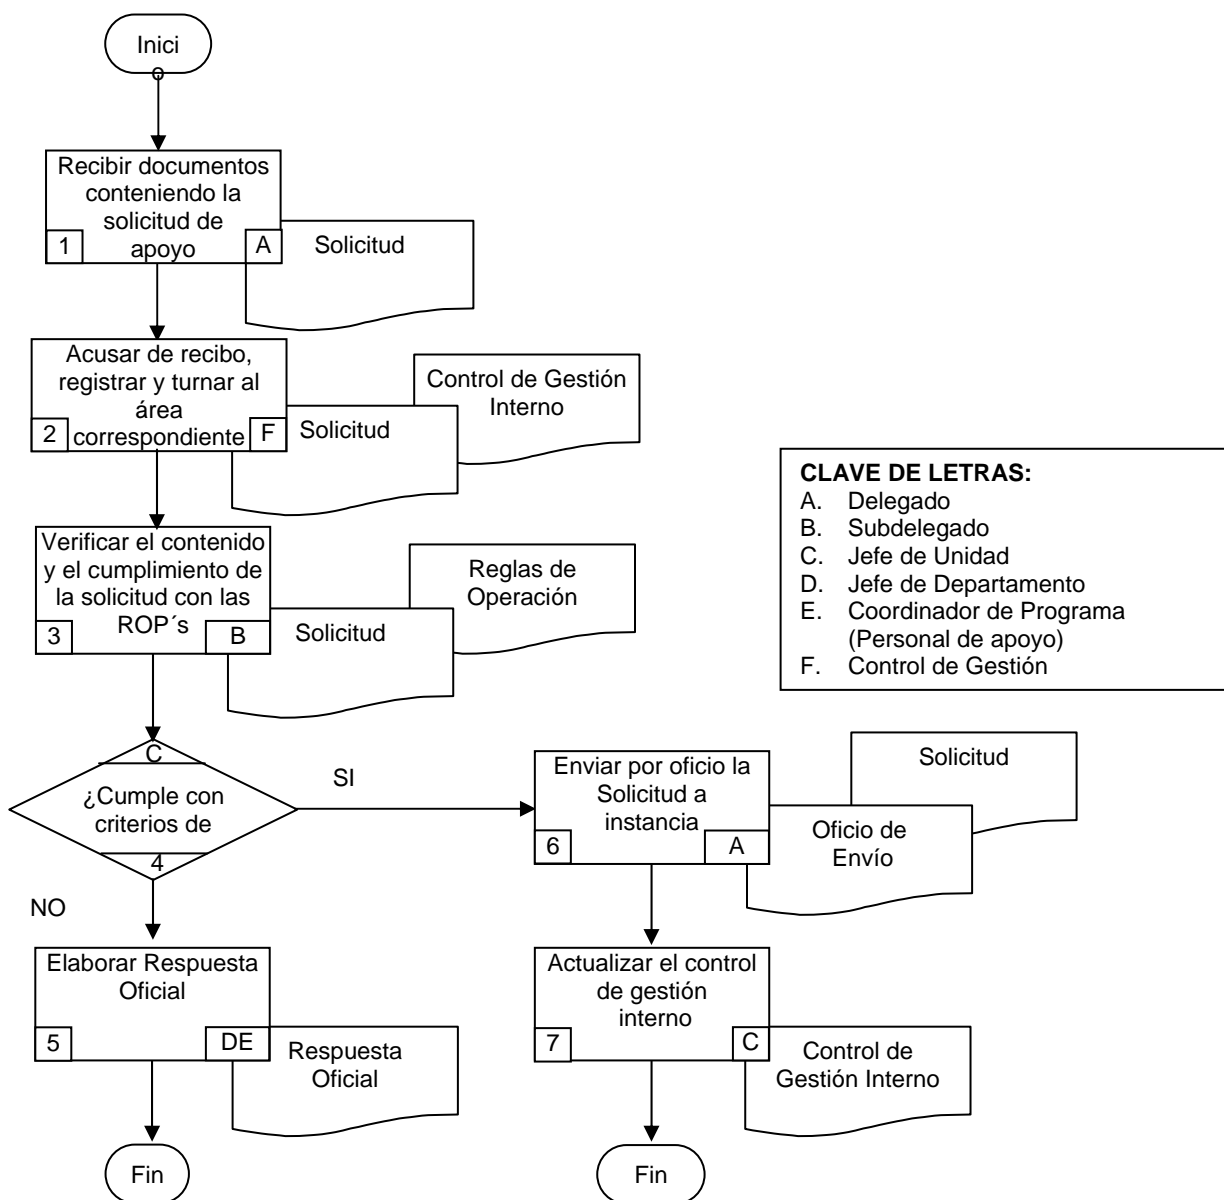 Inici
o
Recibir documentos
conteniendo la
solicitud de
apoyo
1
A
Solicitud
Acusar de recibo,
registrar y turnar al
área
correspondiente
2
F
Solicitud
Control de Gestión
Interno
Verificar el contenido
y el cumplimiento de
la solicitud con las
ROP´s
3
B
Solicitud
Reglas de
Operación
CLAVE DE LETRAS:
A. Delegado
B. Subdelegado
C. Jefe de Unidad
D. Jefe de Departamento
E. Coordinador de Programa
(Personal de apoyo)
F. Control de Gestión
C
¿Cumple con
criterios de
4
SI
NO
Enviar por oficio la
Solicitud a
instancia
6
A
Oficio de
Envío
Solicitud
Elaborar Respuesta
Oficial
5
DE
Respuesta
Oficial
Actualizar el control
de gestión
interno
7
C
Control de
Gestión Interno
Fin
Fin